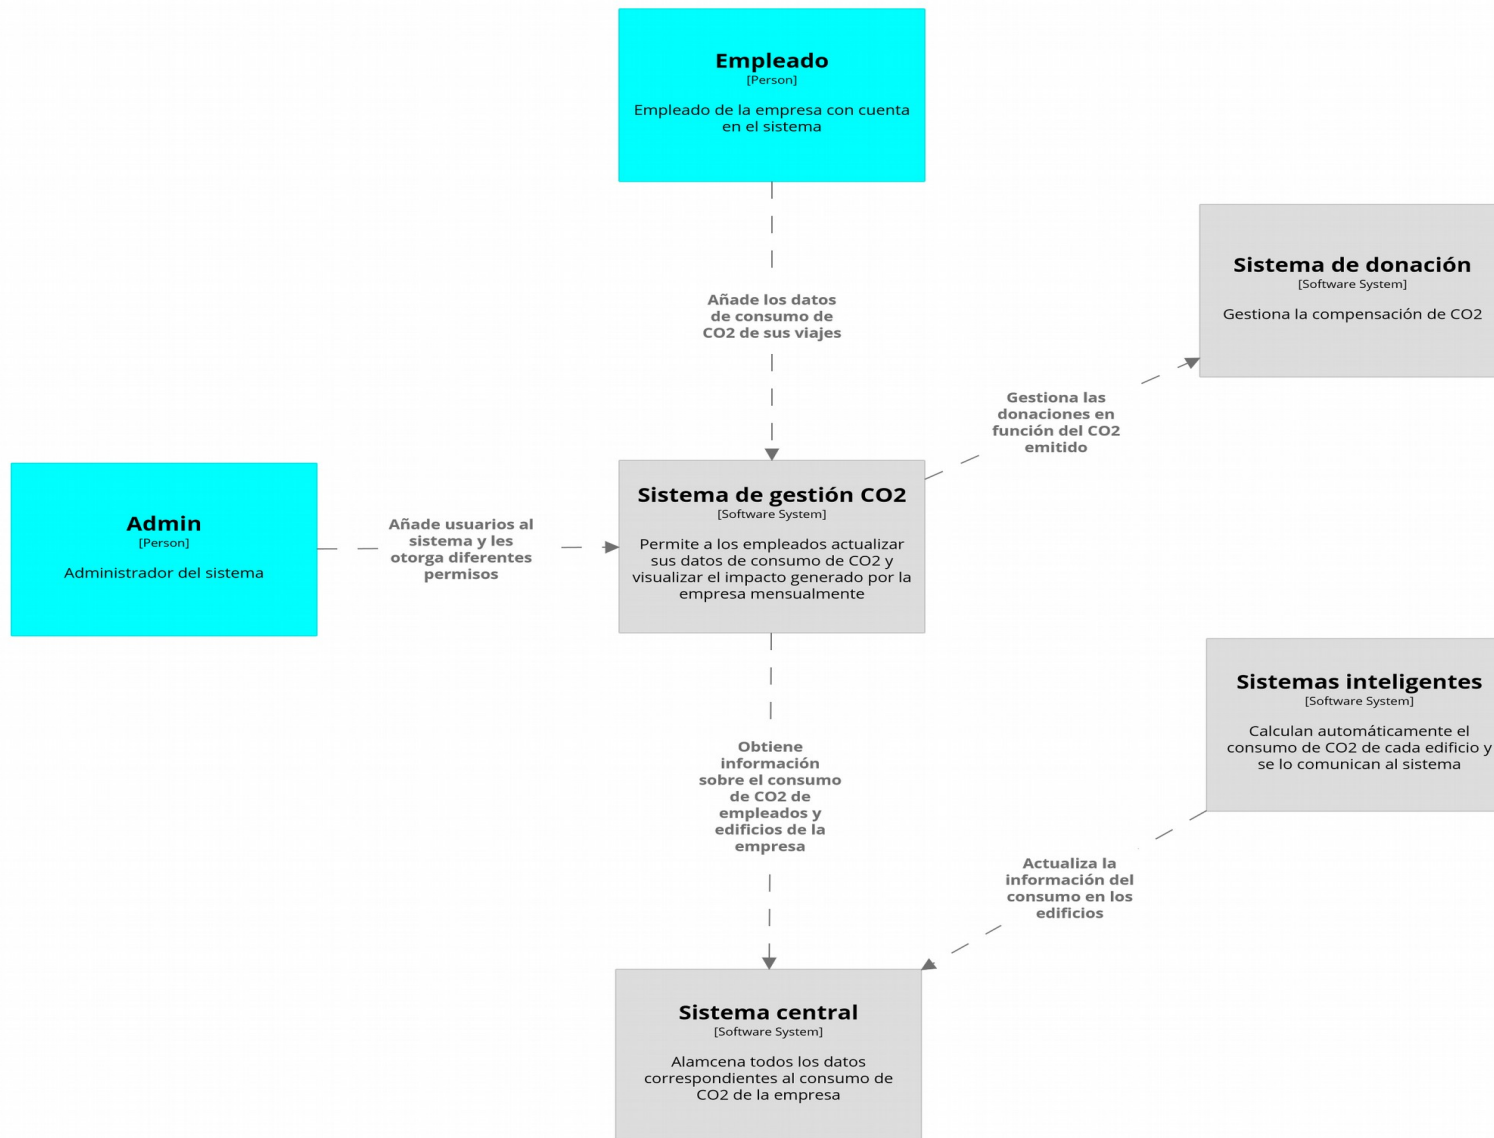 Empleado
[Person]
Empleado de la empresa con cuenta
en el sistema
Añade los datos
de consumo de
CO2 de sus viajes
Sistema de donación
[Software System]
Gestiona la compensación de CO2
Gestiona las
donaciones en
función del CO2
emitido
Admin
[Person]
Administrador del sistema
Añade usuarios al
sistema y les
otorga diferentes
permisos
Sistema de gestión CO2
[Software System]
Permite a los empleados actualizar
sus datos de consumo de CO2 y
visualizar el impacto generado por la
empresa mensualmente
Sistemas inteligentes
[Software System]
Calculan automáticamente el
consumo de CO2 de cada edificio y
se lo comunican al sistema
Obtiene
información
sobre el consumo
de CO2 de
empleados y
edificios de la
empresa
Actualiza la
información del
consumo en los
edificios
Sistema central
[Software System]
Alamcena todos los datos
correspondientes al consumo de
CO2 de la empresa